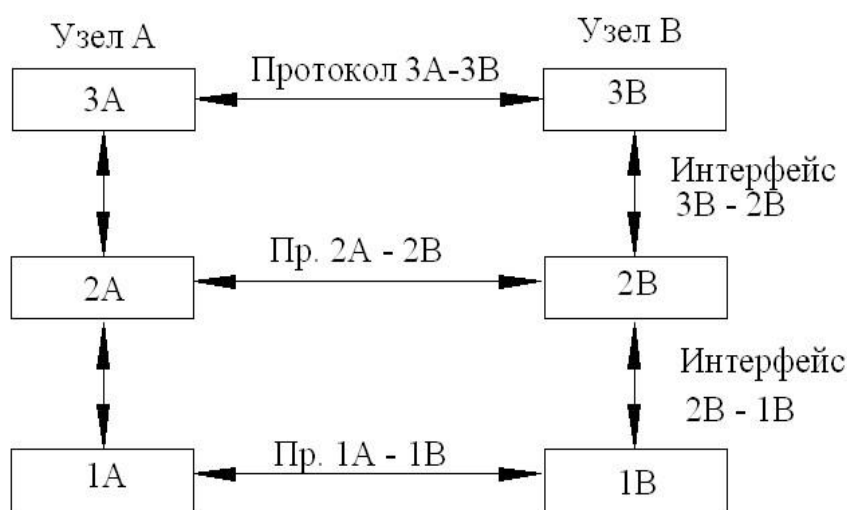 Узел А
Узел В
Протокол 3А-3В
3А
3В
Интерфейс
3В - 2В
Пр. 2А - 2В
2А
2В
Интерфейс
2В - 1В
Пр. 1А - 1В
1А
1В